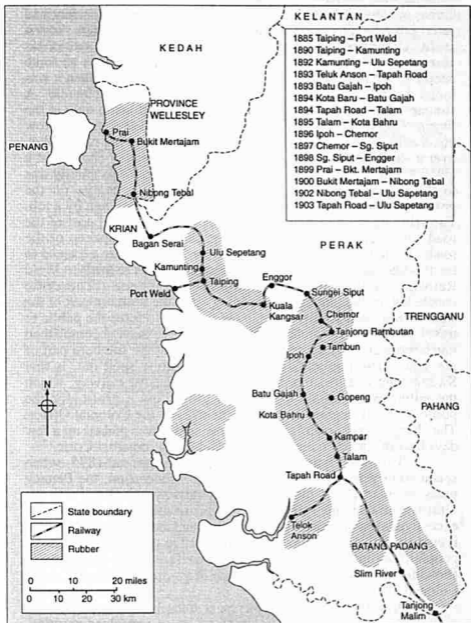 KELANTAN
1885 Taiping – Port Weld
1890 Taiping – Kamunting
1892 Kamunting – Ulu Sepetang
1893 Teluk Anson – Tapah Road
1893 Batu Gajah – Ipoh
1894 Kota Baru – Batu Gajah
1894 Tapah Road – Talam
1895 Talam – Kota Bahru
1896 Ipoh – Chemor
1897 Chemor – Sg. Siput
1898 Sg. Siput – Engger
1899 Prai – Bkt. Mertajam
1900 Bukit Mertajam – Nibong Tebal
1902 Nibong Tebal – Ulu Sapetang
1903 Tapah Road – Ulu Sapetang
KEDAH
PROVINCE
WELLESLEY
Prai
PENANG
Bukit Mertajam
Nibong Tebal
KRIAN
Bagan Serai
Ulu Sepetang
PERAK
Kamunting
Taiping
Port Weld
Enggor
Sungei Siput
Kuala
Kangsar
Chemor
TRENGGANU
Tanjong Rambutan
Tambun
Ipoh
N
Batu Gajah
Gopeng
PAHANG
Kota Bahru
Kampar
Talam
Tapah Road
Telok
Anson
BATANG PADANG
Slim River
Tanjong
Malim
State boundary
Railway
Rubber
0 10 20 miles
0 30 km